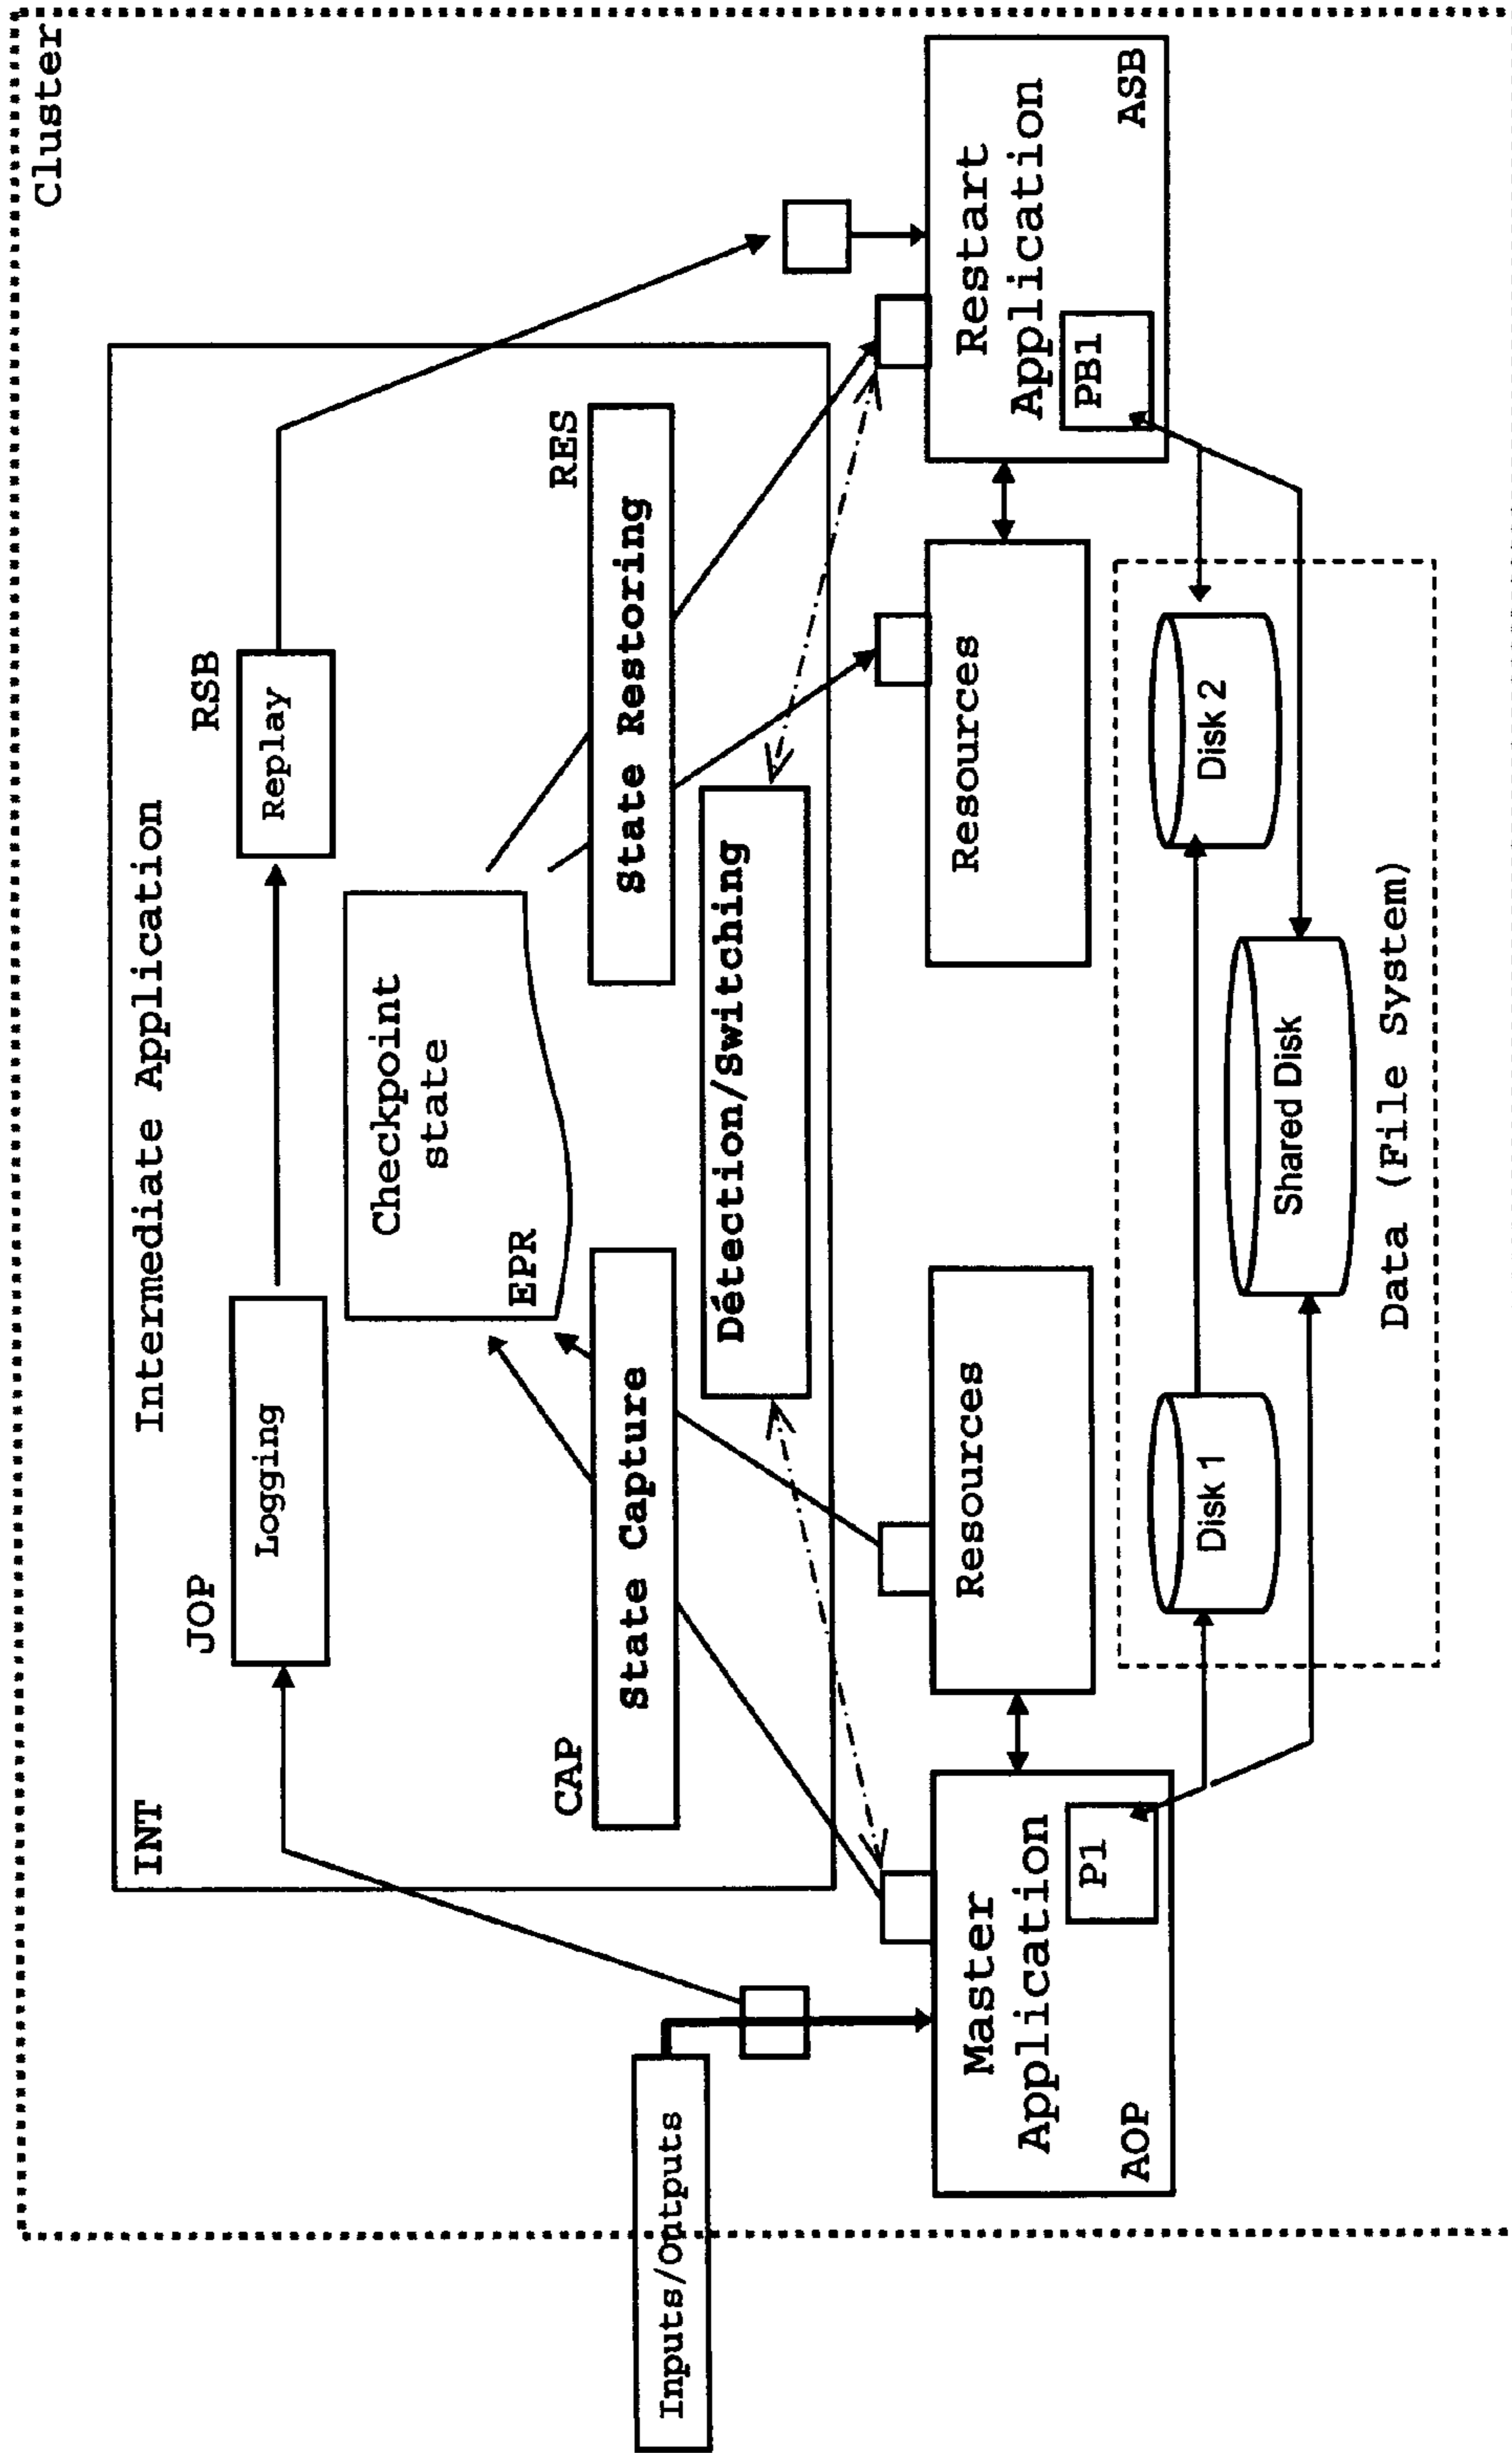 Cluster
Intermediate Application
INT
JOP
Logging
RSB
Replay
Checkpoint
state
EPR
CAP
State Capture
RES
State Restoring
Détection/Switching
Inputs/Outputs
Master
Application
P1
AOP
Resources
Resources
Restart
Application
PB1
ASB
Disk 1
Disk 2
Shared Disk
Data (File System)